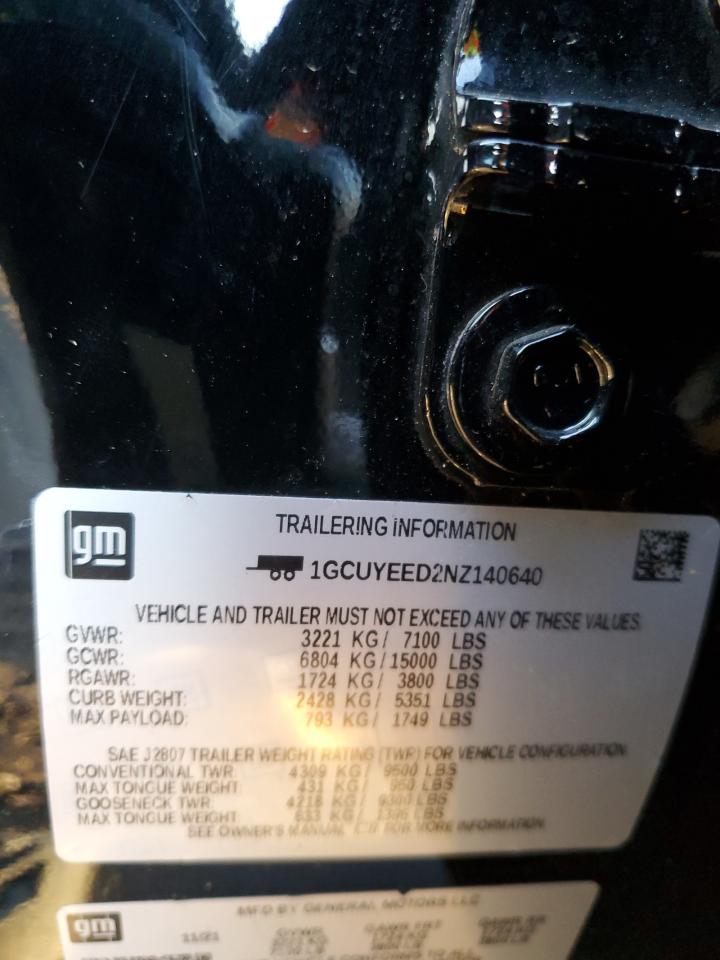 gm
TRAILERING INFORMATION
1GCUYEED2NZ140640
VEHICLE AND TRAILER MUST NOT EXCEED ANY OF THESE VALUES.
GVWR: 3221 KG/ 7100 LBS
GCWR: 6804 KG/15000 LBS
RGAWR: 1724 KG/ 3800 LBS
CURB WEIGHT: 2428 KG/ 5351 LBS
MAX PAYLOAD: 793 KG/ 1749 LBS
SAE J2807 TRAILER WEIGHT RATING (TWR) FOR VEHICLE CONFIGURATION
CONVENTIONAL TWR: 4309 KG/ 9500 LBS
MAX TONGUE WEIGHT: 431 KG/ 950 LBS
GOOSENECK TWR: 4218 KG/ 9300 LBS
MAX TONGUE WEIGHT: 633 KG/ LBS
SEE OWNER'S MANUAL FOR MORE INFORMATION.
gm
MFD BY GENERAL MOTORS LLC
11/21